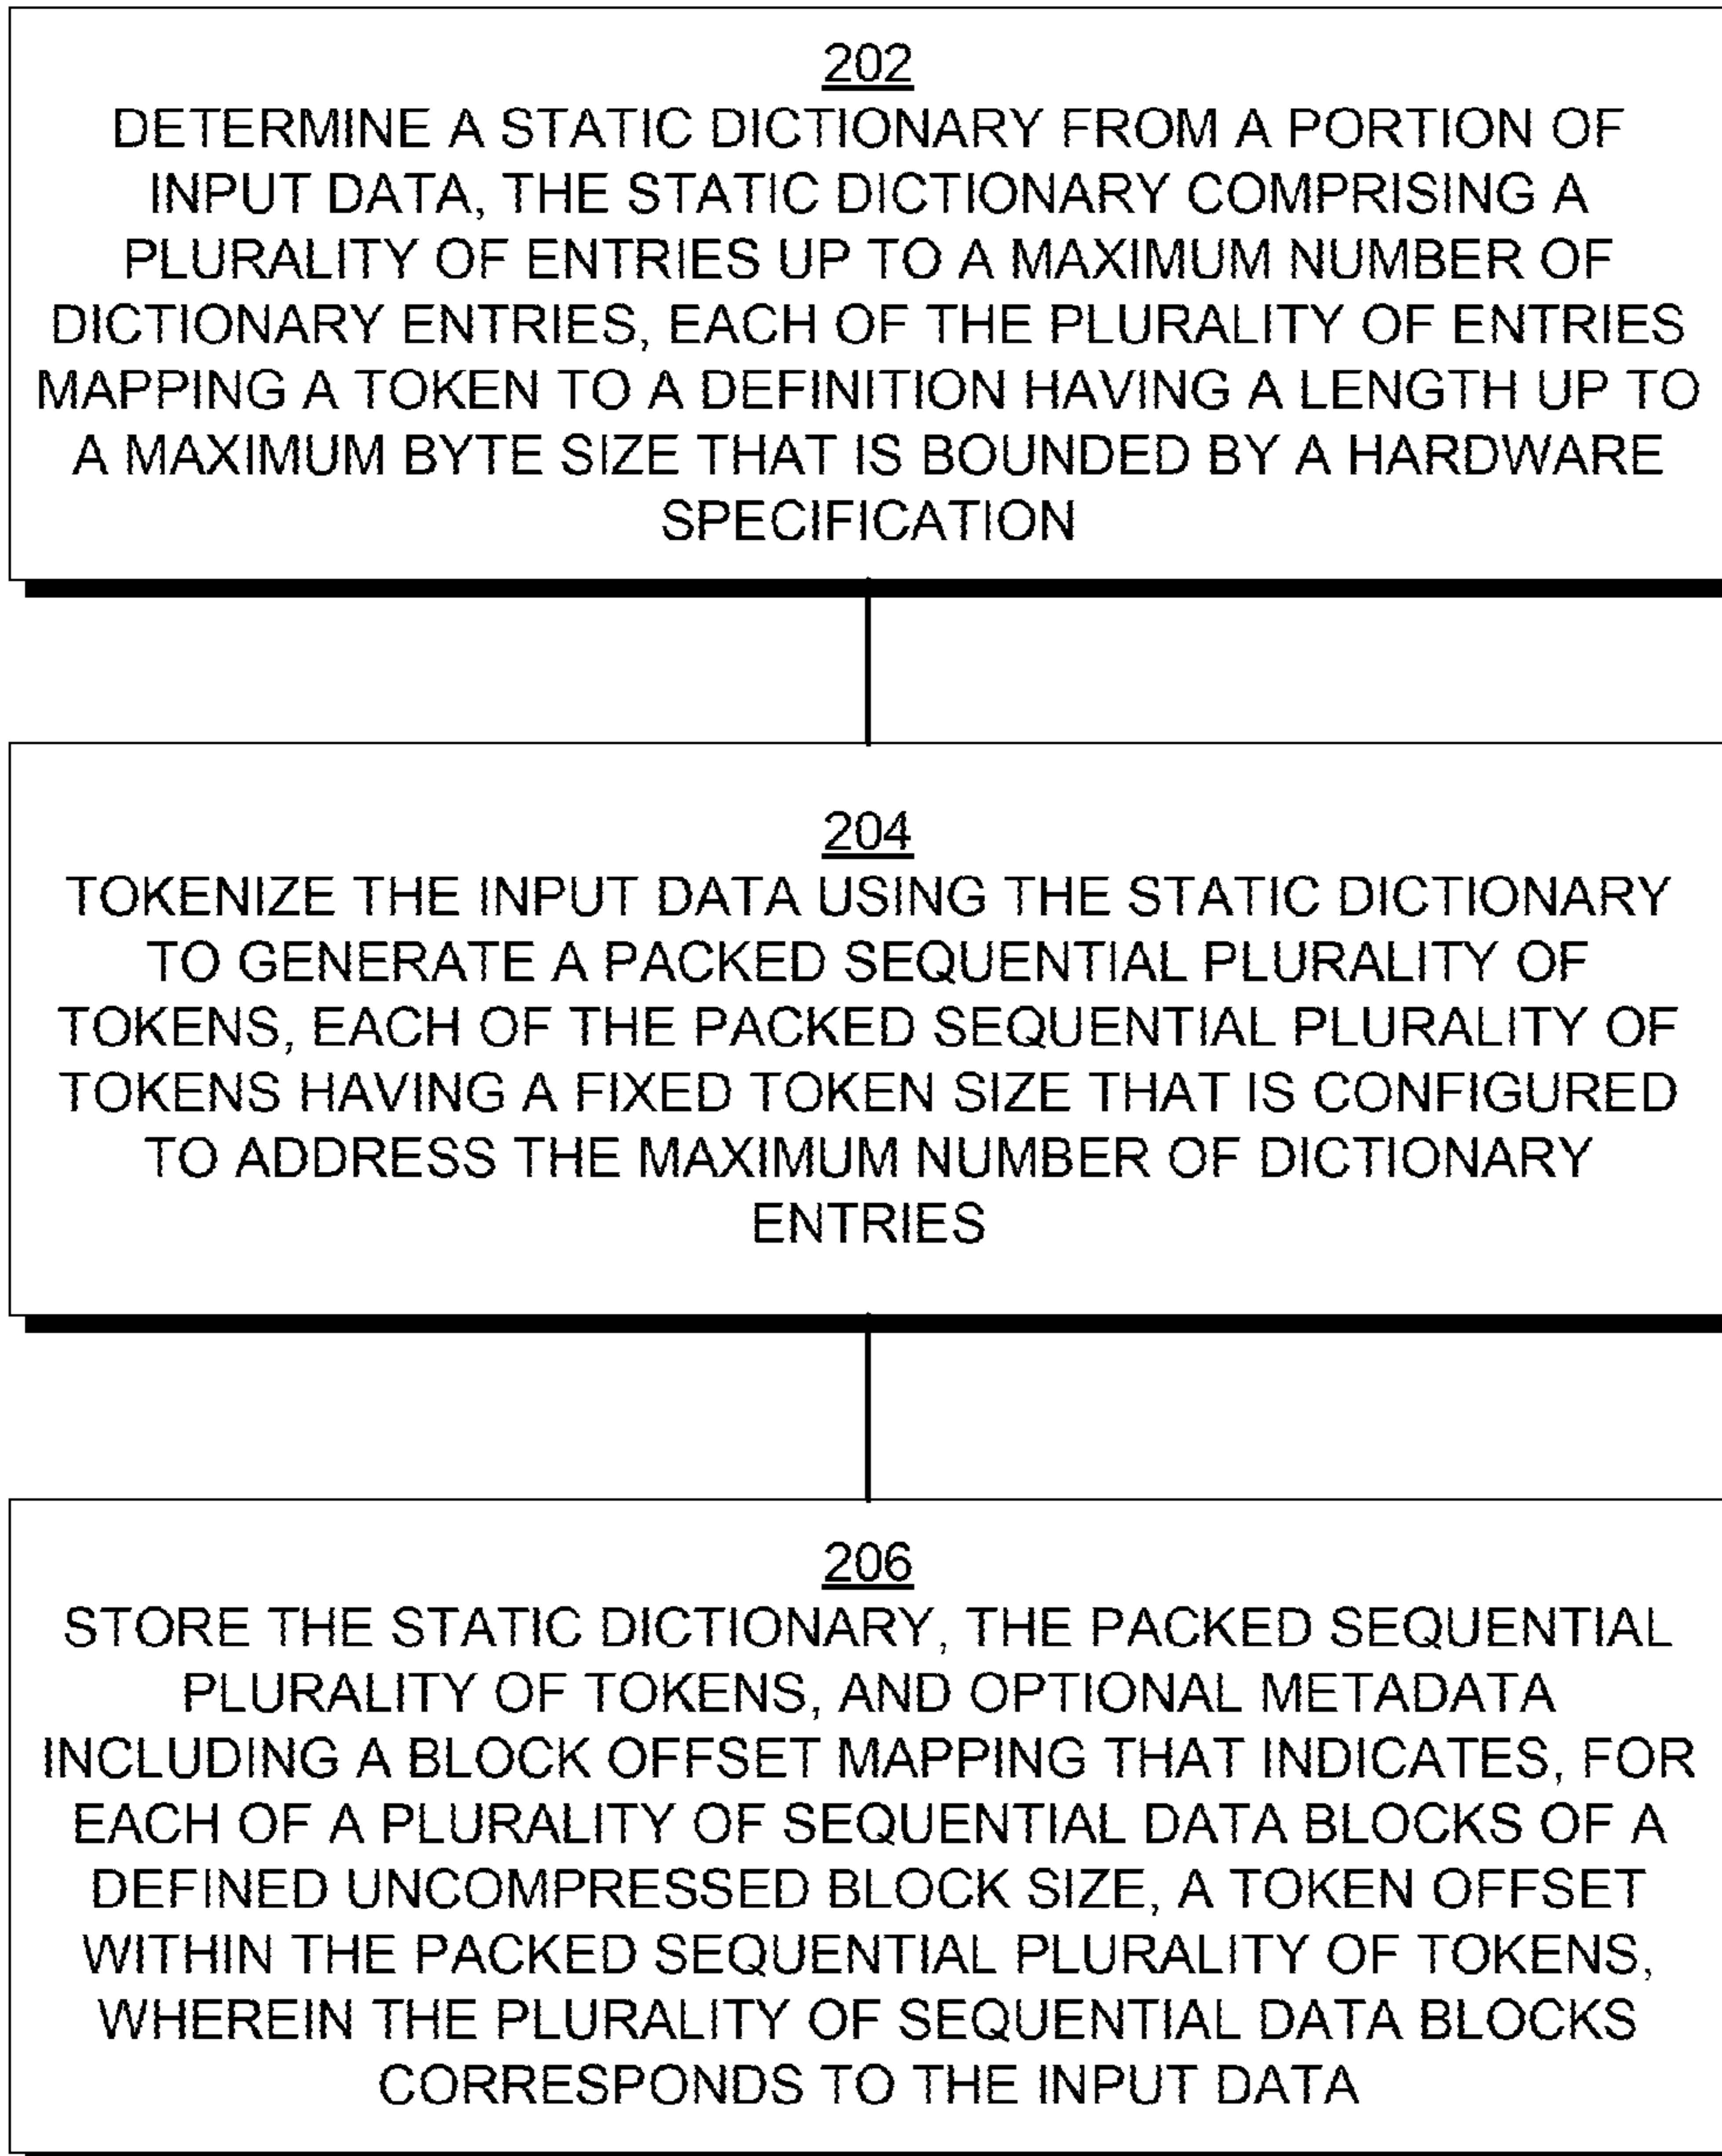 202
DETERMINE A STATIC DICTIONARY FROM A PORTION OF
INPUT DATA, THE STATIC DICTIONARY COMPRISING A
PLURALITY OF ENTRIES UP TO A MAXIMUM NUMBER OF
DICTIONARY ENTRIES, EACH OF THE PLURALITY OF ENTRIES
MAPPING A TOKEN TO A DEFINITION HAVING A LENGTH UP TO
A MAXIMUM BYTE SIZE THAT IS BOUNDED BY A HARDWARE
SPECIFICATION
204
TOKENIZE THE INPUT DATA USING THE STATIC DICTIONARY
TO GENERATE A PACKED SEQUENTIAL PLURALITY OF
TOKENS, EACH OF THE PACKED SEQUENTIAL PLURALITY OF
TOKENS HAVING A FIXED TOKEN SIZE THAT IS CONFIGURED
TO ADDRESS THE MAXIMUM NUMBER OF DICTIONARY
ENTRIES
206
STORE THE STATIC DICTIONARY, THE PACKED SEQUENTIAL
PLURALITY OF TOKENS, AND OPTIONAL METADATA
INCLUDING A BLOCK OFFSET MAPPING THAT INDICATES, FOR
EACH OF A PLURALITY OF SEQUENTIAL DATA BLOCKS OF A
DEFINED UNCOMPRESSED BLOCK SIZE, A TOKEN OFFSET
WITHIN THE PACKED SEQUENTIAL PLURALITY OF TOKENS,
WHEREIN THE PLURALITY OF SEQUENTIAL DATA BLOCKS
CORRESPONDS TO THE INPUT DATA